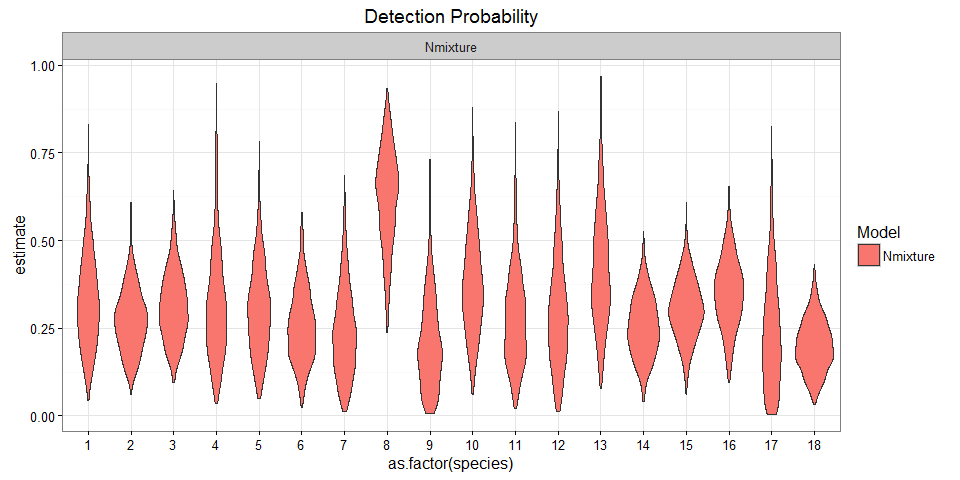 Detection Probability
Nmixture
1.00
0.75
0.50
0.25
0.00
estimate
1 2 3 4 5 6 7 8 9 10 11 12 13 14 15 16 17 18
as.factor(species)
Model
Nmixture